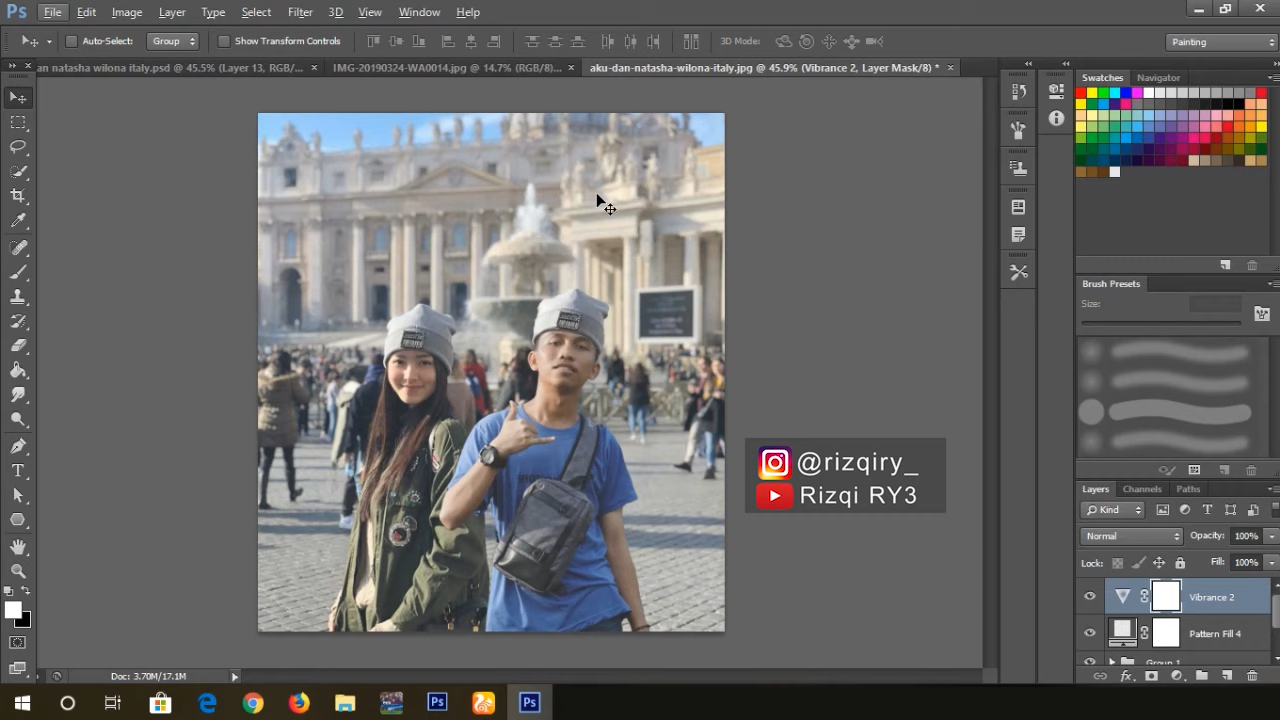 Ps File Edit Image Layer Type Select Filter 3D View Window Help
Auto-Select: Group Show Transform Controls 3D Mode: Painting
an natasha wilona italy.psd @ 45.5% (Layer 13, RGB/... × IMG-20190324-WA0014.jpg @ 14.7% (RGB/8)... × aku-dan-natasha-wilona-italy.jpg @ 45.9% (Vibrance 2, Layer Mask/8) * ×
Swatches Navigator
Brush Presets
Size:
@rizqiry_
Rizqi RY3
Layers Channels Paths
Kind
Normal Opacity: 100%
Lock: Fill: 100%
Vibrance 2
Pattern Fill 4
Group 1
Doc: 3.70M/17.1M
Ps Ps